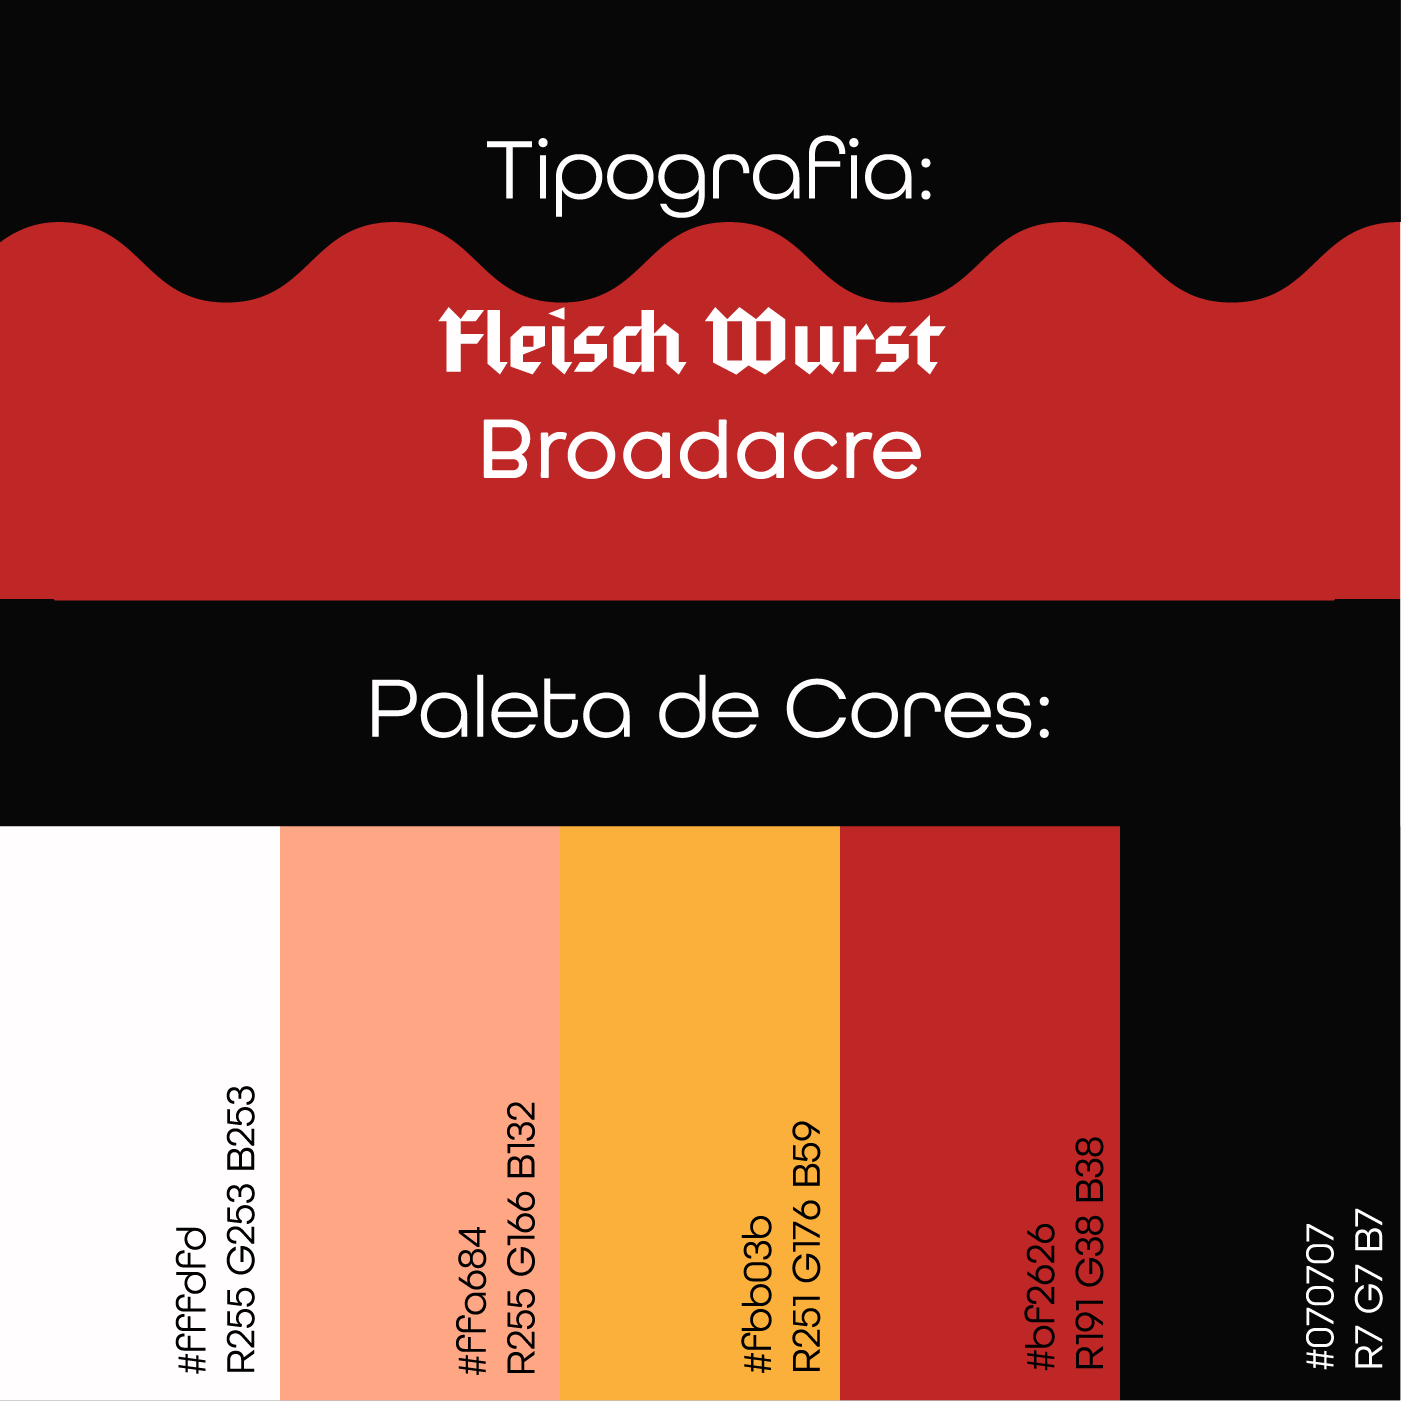 Tipografia:
Fleisch Wurst
Broadacre
Paleta de Cores:
#fffdfd
R255 G253 B253
#ffa684
R255 G166 B132
#fbb03b
R251 G176 B59
#bf2626
R191 G38 B38
#070707
R7 G7 B7